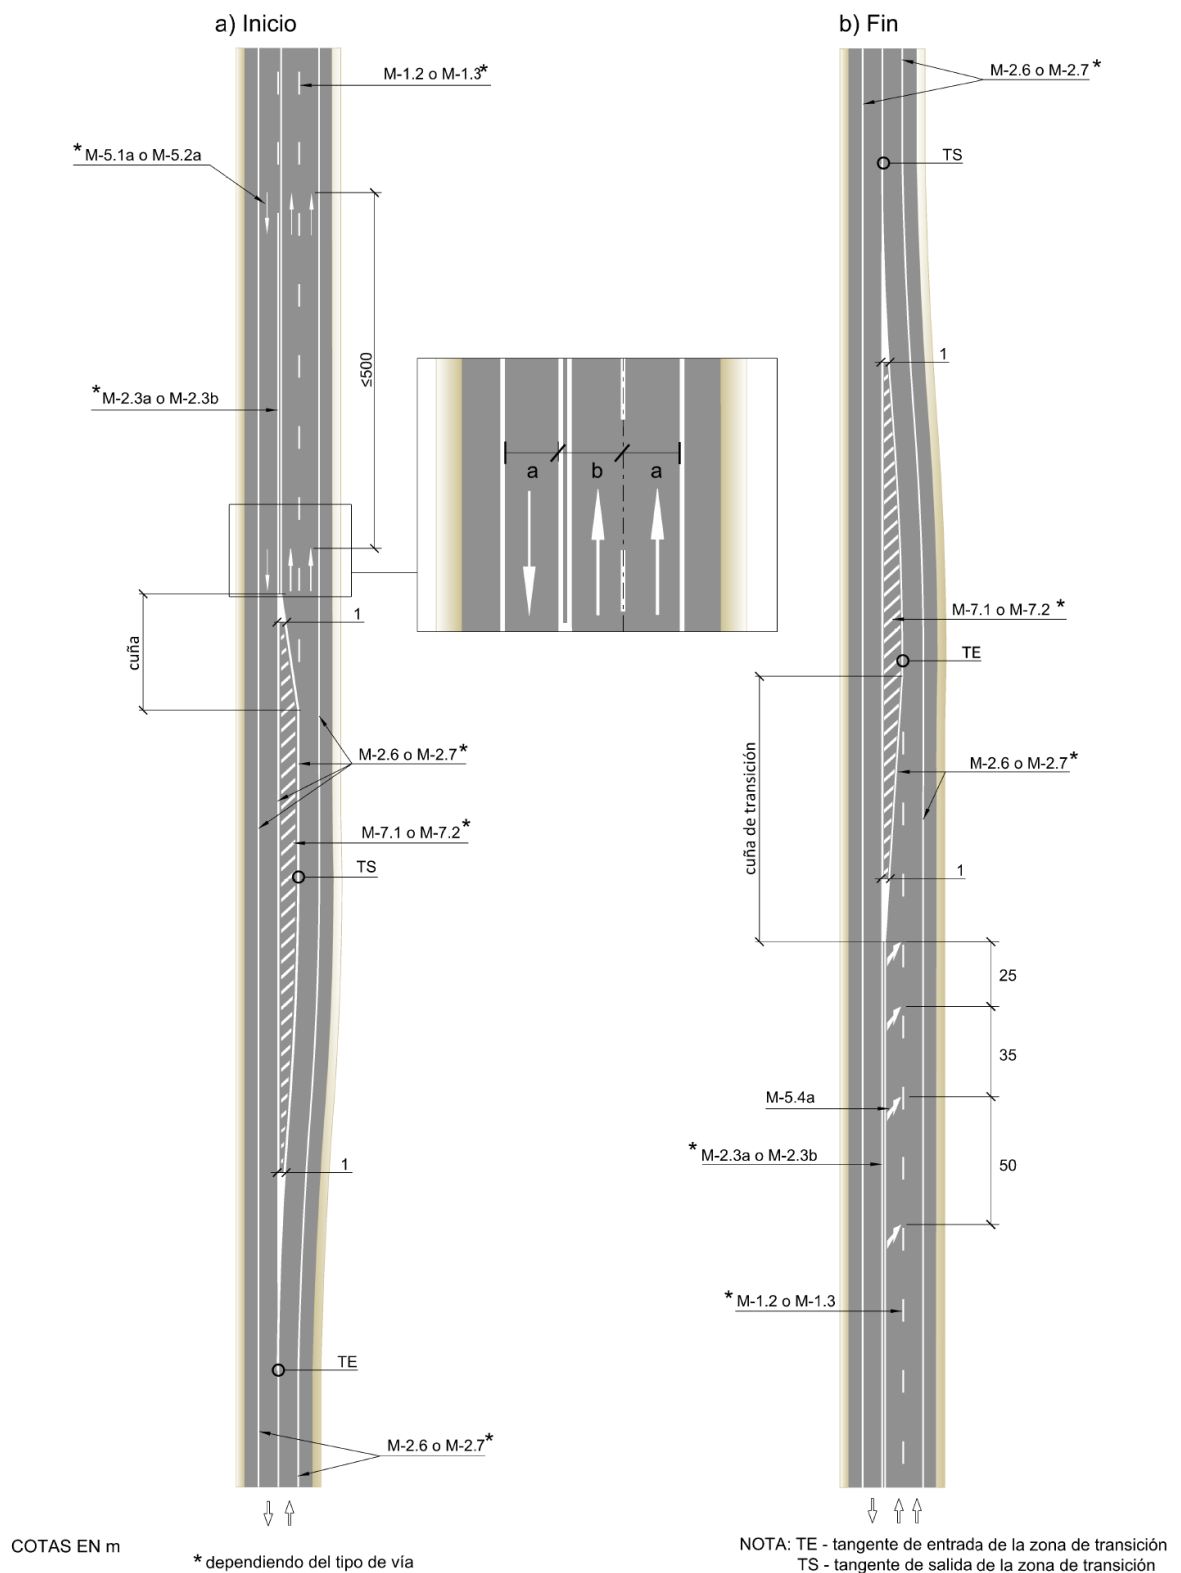 a) Inicio
M-1.2 o M-1.3*
*M-5.1a o M-5.2a
≤500
*M-2.3a o M-2.3b
a
b
a
1
cuña
M-2.6 o M-2.7*
M-7.1 o M-7.2*
TS
1
TE
M-2.6 o M-2.7*
b) Fin
M-2.6 o M-2.7*
TS
1
M-7.1 o M-7.2*
TE
cuña de transición
M-2.6 o M-2.7*
1
25
35
M-5.4a
*M-2.3a o M-2.3b
50
*M-1.2 o M-1.3
COTAS EN m
* dependiendo del tipo de vía
NOTA: TE - tangente de entrada de la zona de transición
TS - tangente de salida de la zona de transición